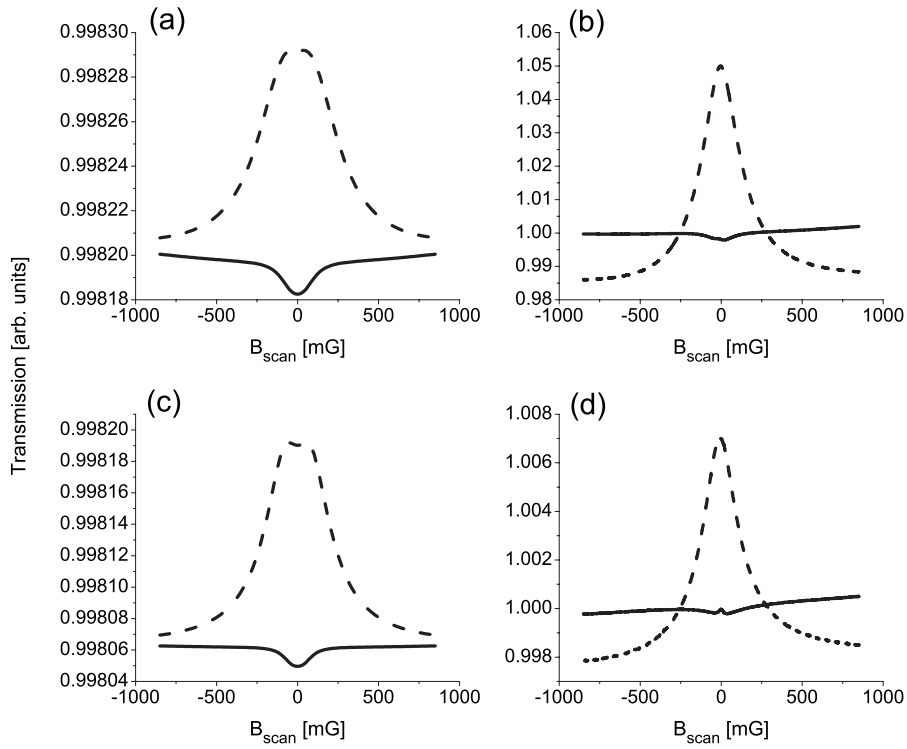 Transmission [arb. units]
(a)
0.99830
0.99828
0.99826
0.99824
0.99822
0.99820
0.99818
-1000 -500 0 500 1000
B_scan [mG]
(b)
1.06
1.05
1.04
1.03
1.02
1.01
1.00
0.99
0.98
-1000 -500 0 500 1000
B_scan [mG]
(c)
0.99820
0.99818
0.99816
0.99814
0.99812
0.99810
0.99808
0.99806
0.99804
-1000 -500 0 500 1000
B_scan [mG]
(d)
1.008
1.006
1.004
1.002
1.000
0.998
-1000 -500 0 500 1000
B_scan [mG]